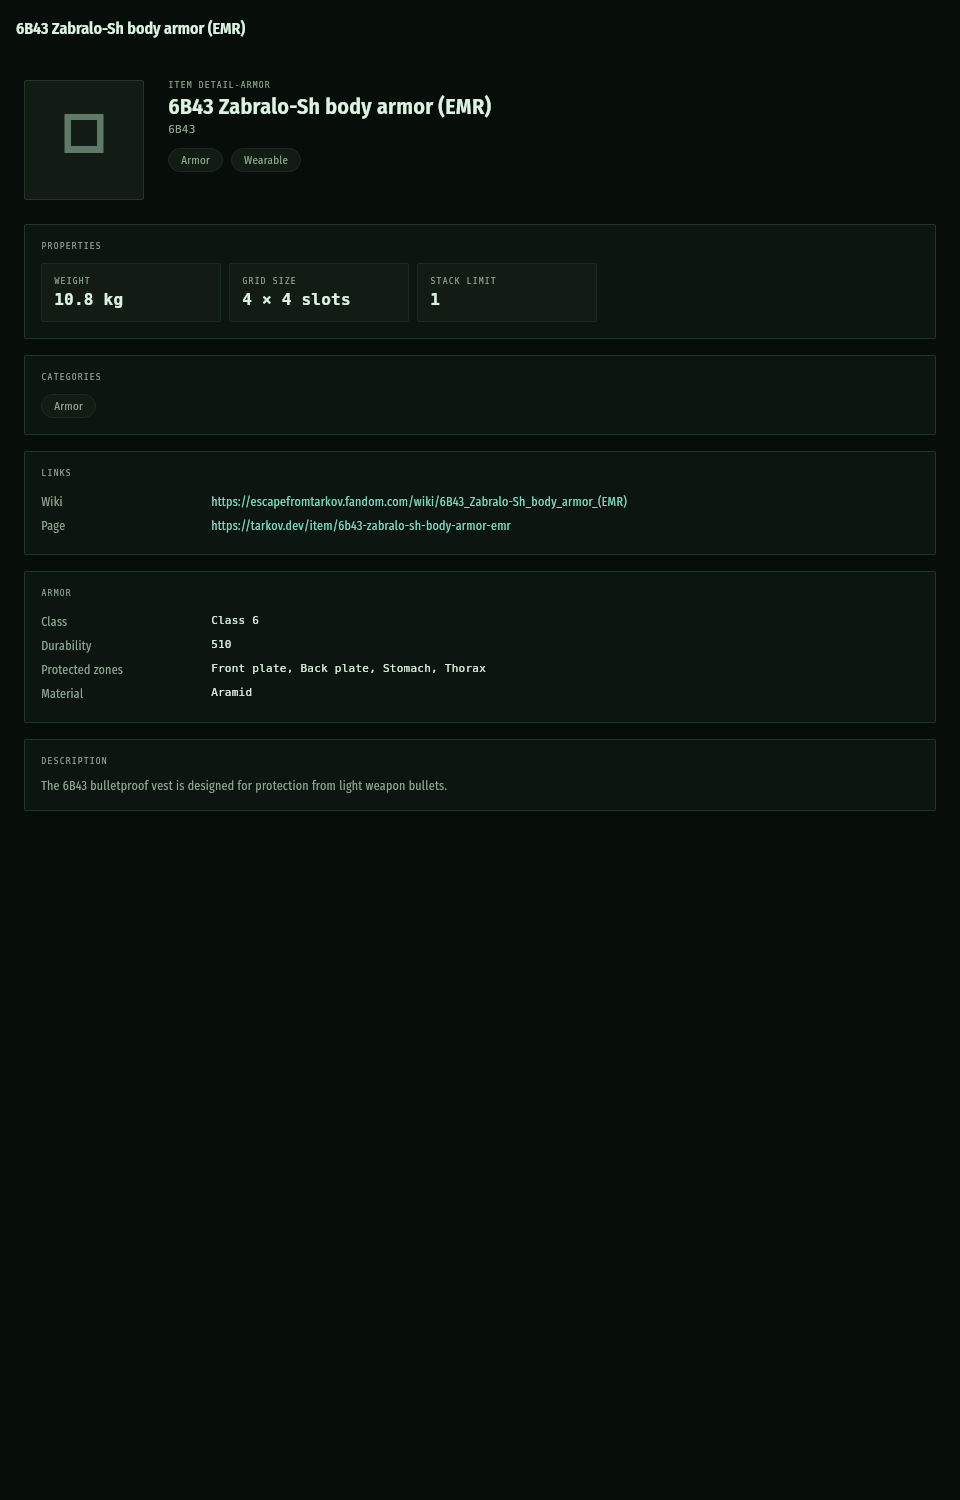 6B43 Zabralo-Sh body armor (EMR)
ITEM DETAIL-ARMOR
6B43 Zabralo-Sh body armor (EMR)
6B43
Armor
Wearable
PROPERTIES
WEIGHT
10.8 kg
GRID SIZE
4 × 4 slots
STACK LIMIT
1
CATEGORIES
Armor
LINKS
Wiki https://escapefromtarkov.fandom.com/wiki/6B43_Zabralo-Sh_body_armor_(EMR)
Page https://tarkov.dev/item/6b43-zabralo-sh-body-armor-emr
ARMOR
Class Class 6
Durability 510
Protected zones Front plate, Back plate, Stomach, Thorax
Material Aramid
DESCRIPTION
The 6B43 bulletproof vest is designed for protection from light weapon bullets.